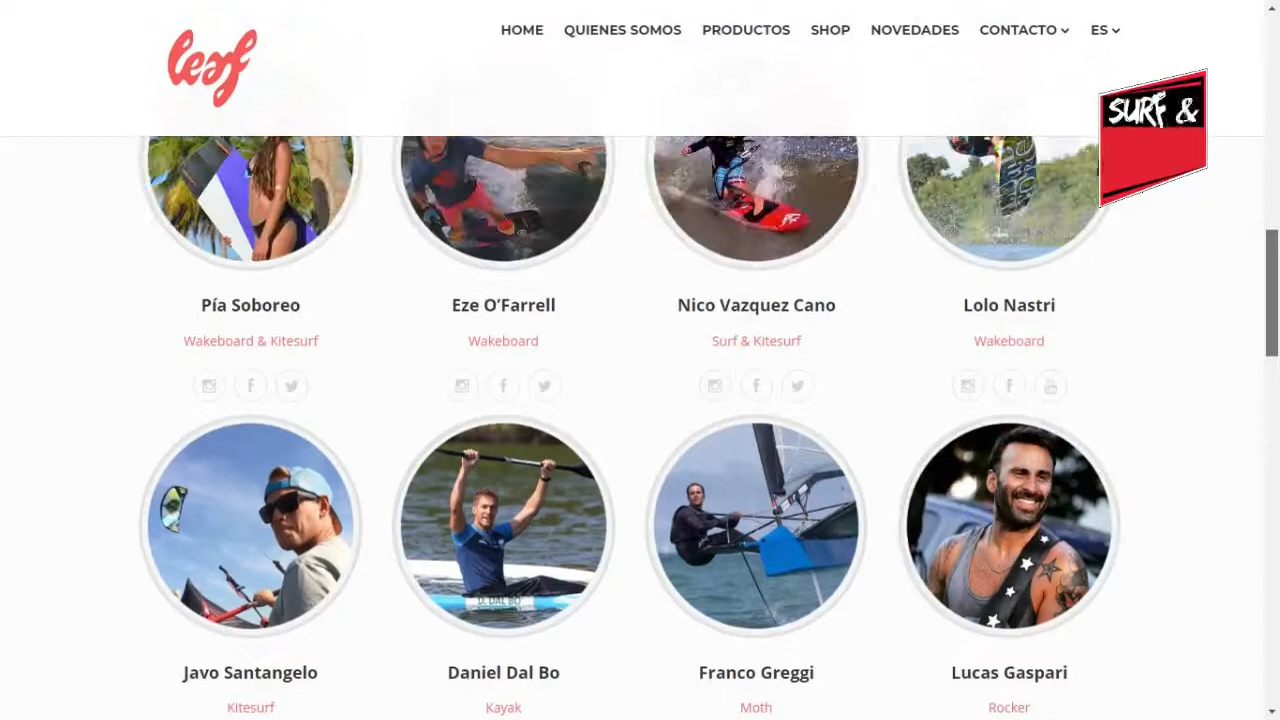 leaf
HOME QUIENES SOMOS PRODUCTOS SHOP NOVEDADES CONTACTO ES
SURF &
Pía Soboreo Eze O’Farrell Nico Vazquez Cano Lolo Nastri
Wakeboard & Kitesurf Wakeboard Surf & Kitesurf Wakeboard
D. DAL BO
Javo Santangelo Daniel Dal Bo Franco Greggi Lucas Gaspari
Kitesurf Kayak Moth Rocker